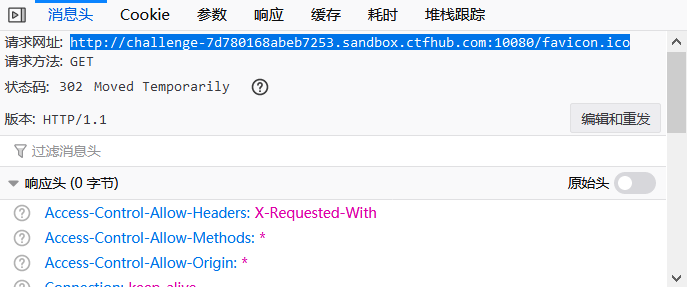 消息头 Cookie 参数 响应 缓存 耗时 堆栈跟踪
请求网址: http://challenge-7d780168abeb7253.sandbox.ctfhub.com:10080/favicon.ico
请求方法: GET
状态码: 302 Moved Temporarily ?
版本: HTTP/1.1 编辑和重发
过滤消息头
响应头 (0 字节) 原始头
? Access-Control-Allow-Headers: X-Requested-With
? Access-Control-Allow-Methods: *
? Access-Control-Allow-Origin: *
Connection: keep-alive